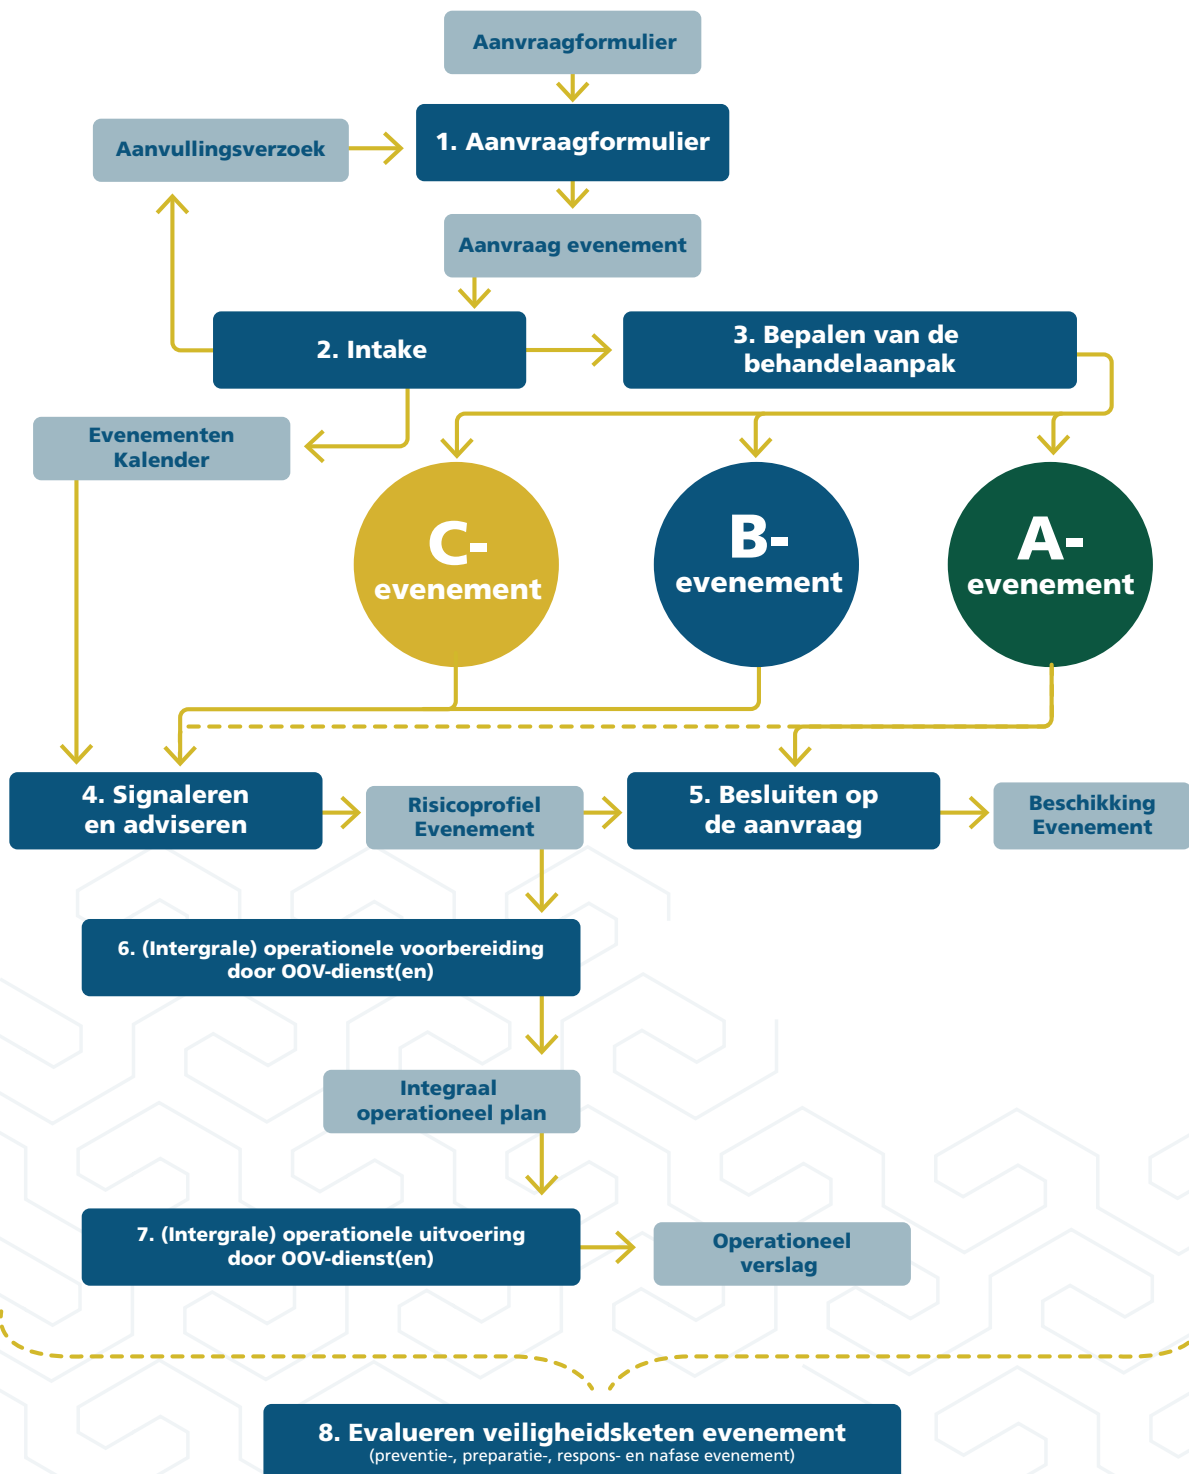 Aanvraagformulier
1. Aanvraagformulier
Aanvullingsverzoek
Aanvraag evenement
2. Intake
3. Bepalen van de
behandelaanpak
Evenementen
Kalender
C-
evenement
B-
evenement
A-
evenement
4. Signaleren
en adviseren
Risicoprofiel
Evenement
5. Besluiten op
de aanvraag
Beschikking
Evenement
6. (Intergrale) operationele voorbereiding
door OOV-dienst(en)
Integraal
operationeel plan
7. (Intergrale) operationele uitvoering
door OOV-dienst(en)
Operationeel
verslag
8. Evalueren veiligheidsketen evenement
(preventie-, preparatie-, respons- en nafase evenement)